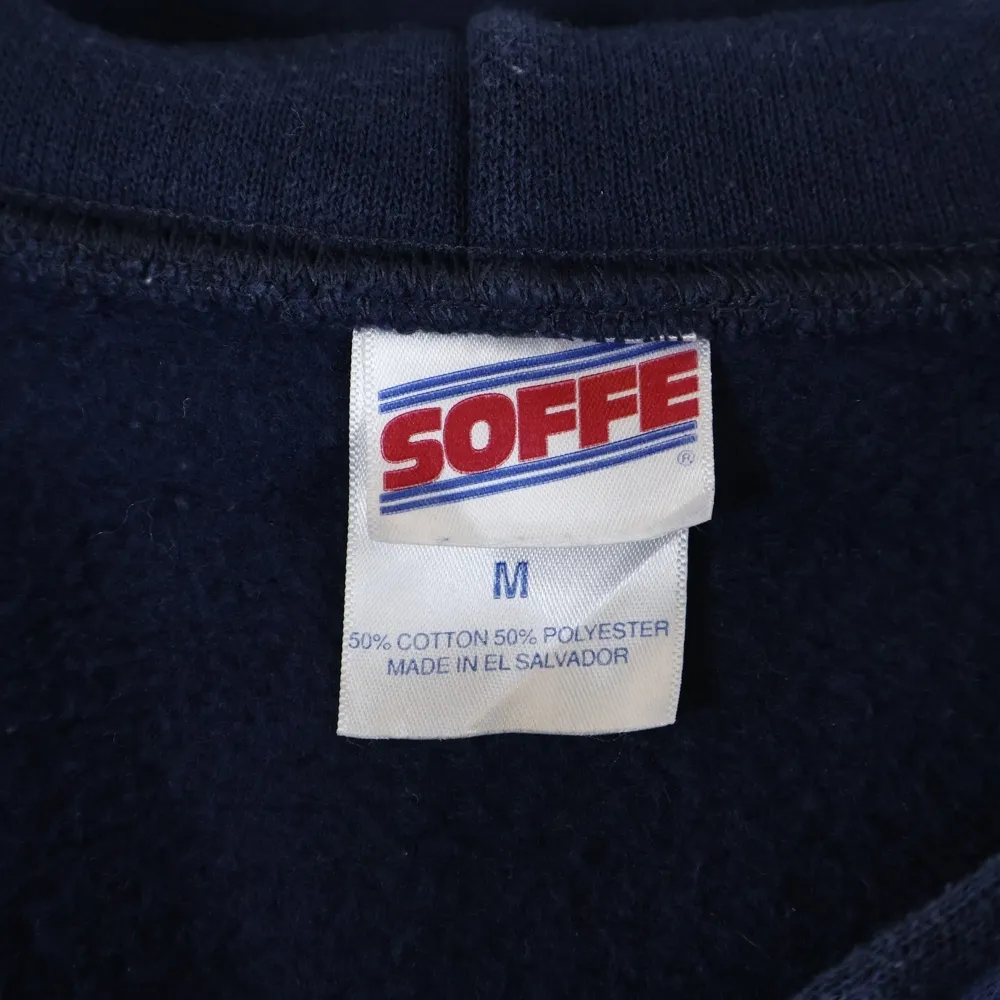 SOFFE
®
M
50% COTTON 50% POLYESTER
MADE IN EL SALVADOR